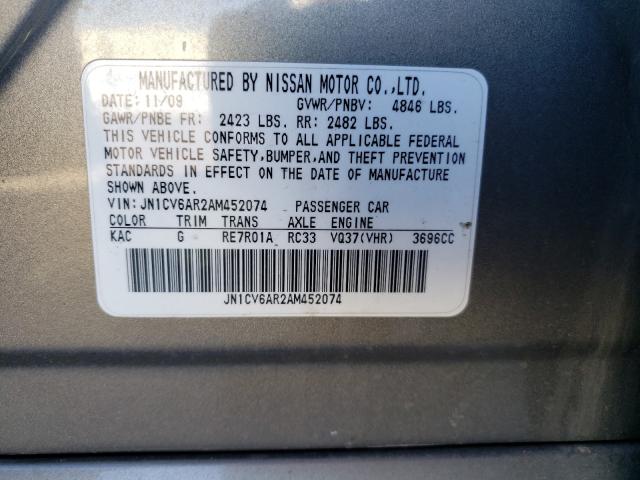 MANUFACTURED BY NISSAN MOTOR CO.,LTD.
DATE: 11/09 GVWR/PNBV: 4846 LBS.
GAWR/PNBE FR: 2423 LBS. RR: 2482 LBS.
THIS VEHICLE CONFORMS TO ALL APPLICABLE FEDERAL
MOTOR VEHICLE SAFETY,BUMPER,AND THEFT PREVENTION
STANDARDS IN EFFECT ON THE DATE OF MANUFACTURE
SHOWN ABOVE.
VIN: JN1CV6AR2AM452074 PASSENGER CAR
COLOR TRIM TRANS AXLE ENGINE
KAC G RE7R01A RC33 VQ37(VHR) 3696CC
JN1CV6AR2AM452074